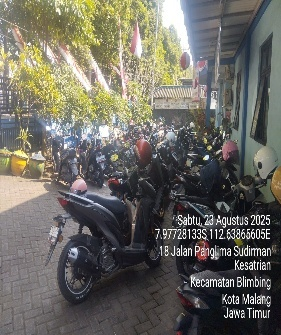 Sabtu, 23 Agustus 2025
7.97728133S 112.63865605E
18 Jalan Panglima Sudirman
Kesatrian
Kecamatan Blimbing
Kota Malang
Jawa Timur